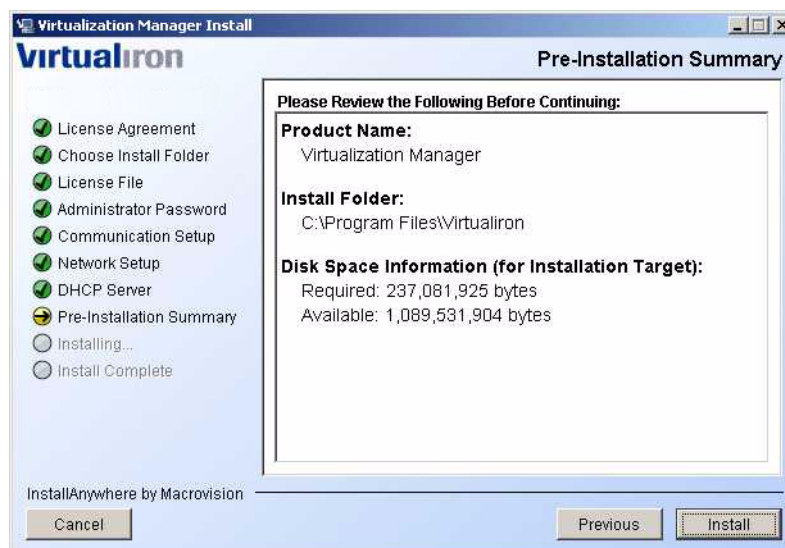 Virtualization Manager Install
VirtualIron
Pre-Installation Summary
License Agreement
Choose Install Folder
License File
Administrator Password
Communication Setup
Network Setup
DHCP Server
Pre-Installation Summary
Installing...
Install Complete
Please Review the Following Before Continuing:
Product Name:
Virtualization Manager
Install Folder:
C:\Program Files\VirtualIron
Disk Space Information (for Installation Target):
Required: 237,081,925 bytes
Available: 1,089,531,904 bytes
InstallAnywhere by Macrovision
Cancel
Previous
Install